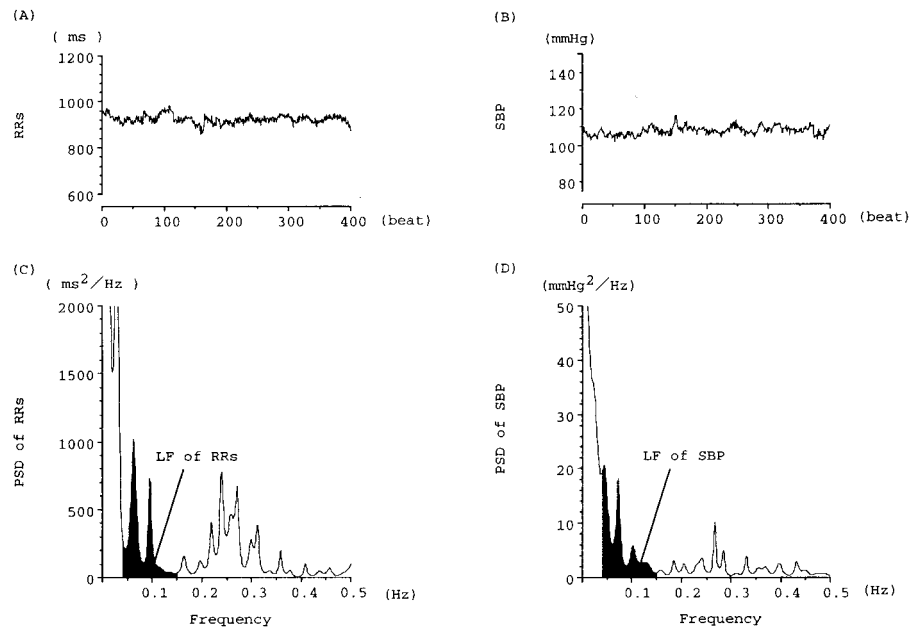 (A)
( ms )
1200
1000
800
600
RRs
0 100 200 300 400 (beat)
(B)
(mmHg)
140
120
100
80
SBP
0 100 200 300 400 (beat)
(C)
( ms²/Hz )
2000
1500
1000
500
0
PSD of RRs
LF of RRs
0.1 0.2 0.3 0.4 0.5 (Hz)
Frequency
(D)
(mmHg²/Hz)
50
40
30
20
10
0
PSD of SBP
LF of SBP
0.1 0.2 0.3 0.4 0.5 (Hz)
Frequency